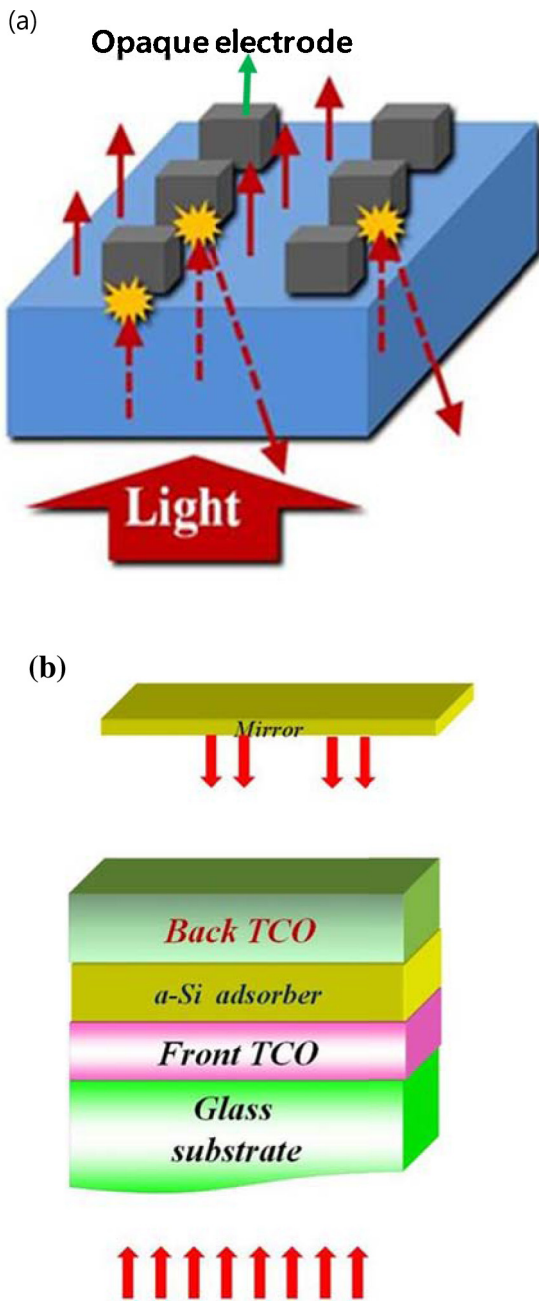 (a)
Opaque electrode
Light
(b)
Mirror
Back TCO
a-Si adsorber
Front TCO
Glass
substrate